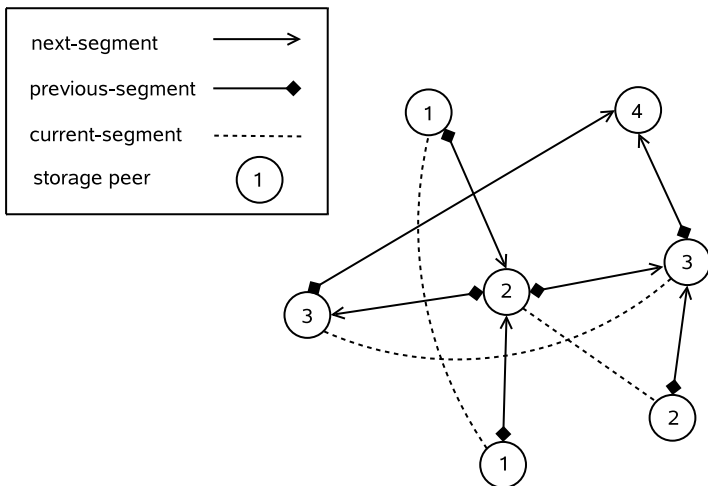 next-segment
previous-segment
current-segment
storage peer 1
1
4
3
2
3
2
1